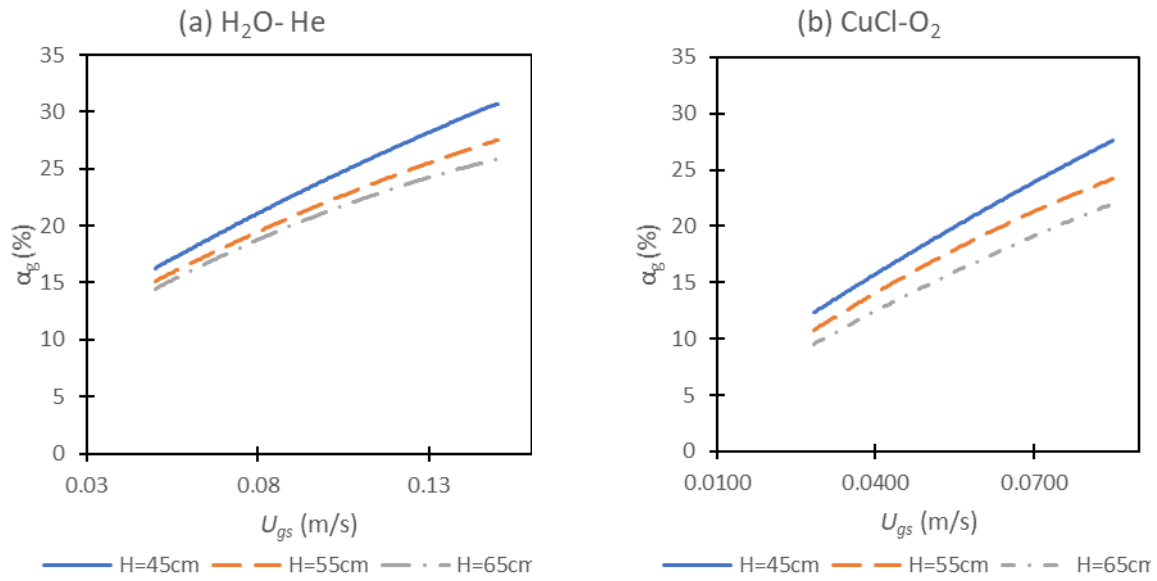 (a) H₂O- He
35
30
25
20
15
10
5
0
αg (%)
0.03 0.08 0.13
Ugs (m/s)
H=45cm H=55cm H=65cm
(b) CuCl-O₂
35
30
25
20
15
10
5
0
αg (%)
0.0100 0.0400 0.0700
Ugs (m/s)
H=45cm H=55cm H=65cm